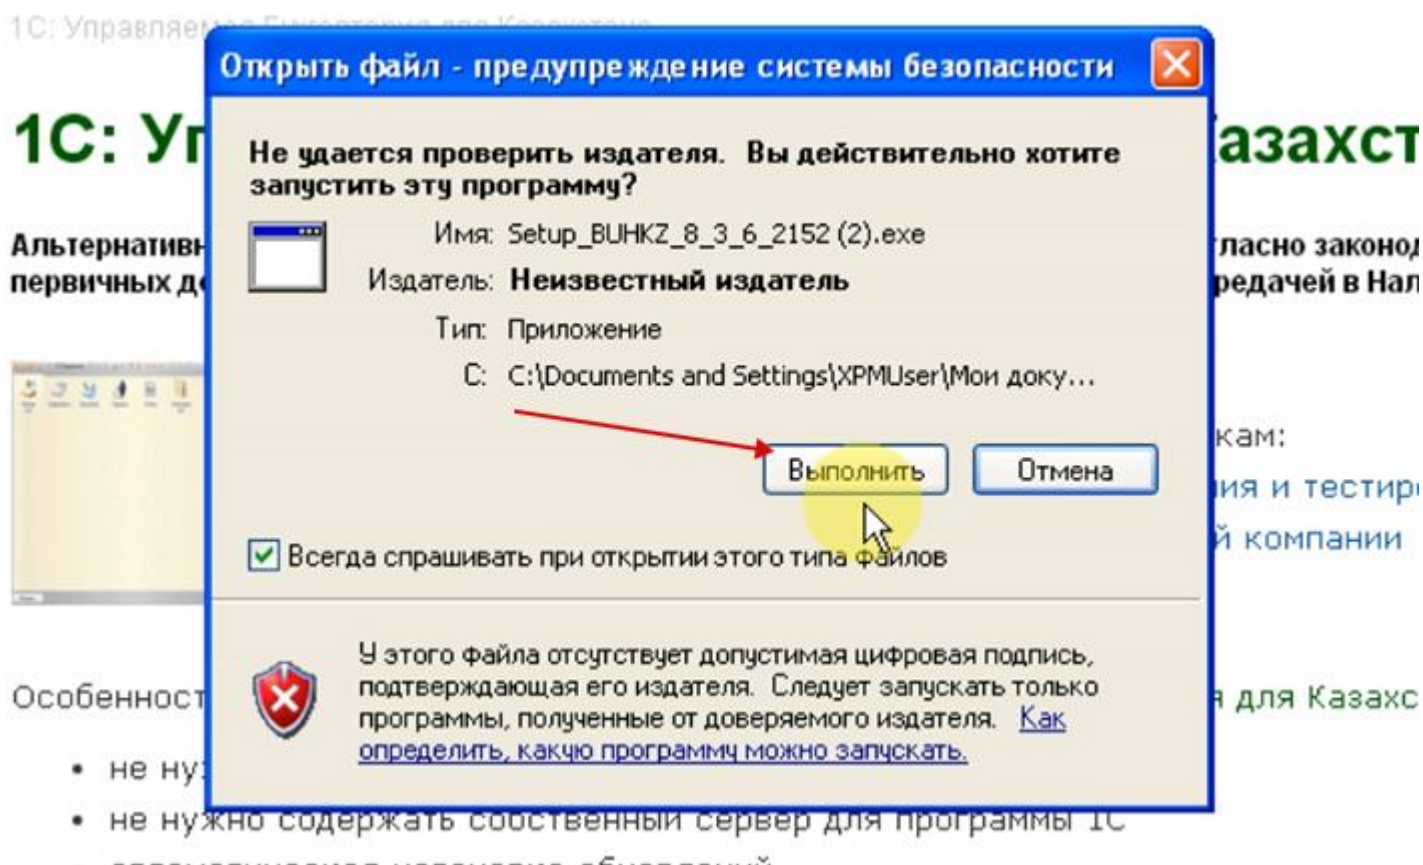 1С: Управляемая Бухгалтерия для Казахстана
Открыть файл - предупреждение системы безопасности
1С: Уп
азахст
Не удается проверить издателя. Вы действительно хотите
запустить эту программу?
Имя: Setup_BUHKZ_8_3_6_2152 (2).exe
Альтернативн
гласно законод
Издатель: Неизвестный издатель
первичных до
редачей в Нал
Тип: Приложение
С: C:\Documents and Settings\XPMUser\Мои доку...
кам:
Выполнить Отмена
ия и тестиро
й компании
Всегда спрашивать при открытии этого типа файлов
У этого файла отсутствует допустимая цифровая подпись,
подтверждающая его издателя. Следует запускать только
программы, полученные от доверяемого издателя. Как
определить, какую программу можно запускать.
Особенност
я для Казахс
• не ну
• не нужно содержать собственный сервер для программы 1С